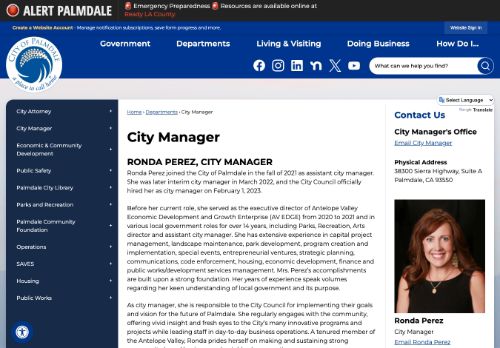 ALERT PALMDALE
Emergency Preparedness
Resources are available online at
Ready LA County.
Create a Website Account - Manage notification subscriptions, save form progress and more.
Website Sign In
CITY OF PALMDALE
a place to call home
Government
Departments
Living & Visiting
Doing Business
How Do I...
What can we help you find?
Select Language
Google Translate
City Attorney
City Manager
Economic & Community
Development
Public Safety
Palmdale City Library
Parks and Recreation
Palmdale Community
Foundation
Operations
SAVES
Housing
Public Works
Home › Departments › City Manager
City Manager
RONDA PEREZ, CITY MANAGER
Ronda Perez joined the City of Palmdale in the fall of 2021 as assistant city manager.
She was later interim city manager in March 2022, and the City Council officially
hired her as city manager on February 1, 2023.
Before her current role, she served as the executive director of Antelope Valley
Economic Development and Growth Enterprise (AV EDGE) from 2020 to 2021 and in
various local government roles for over 14 years, including Parks, Recreation, Arts
director and assistant city manager. She has extensive experience in capital project
management, landscape maintenance, park development, program creation and
implementation, special events, entrepreneurial ventures, strategic planning,
communications, code enforcement, housing, economic development, finance and
public works/development services management. Mrs. Perez's accomplishments
are built upon a strong foundation. Her years of experience speak volumes
regarding her keen understanding of local government and its purpose.
As city manager, she is responsible to the City Council for implementing their goals
and vision for the future of Palmdale. She regularly engages with the community,
offering vivid insight and fresh eyes to the City's many innovative programs and
projects while leading staff in day-to-day business operations. A tenured member of
the Antelope Valley, Ronda prides herself on making and sustaining strong
Contact Us
City Manager's Office
Email City Manager
Physical Address
38300 Sierra Highway, Suite A
Palmdale, CA 93550
Ronda Perez
City Manager
Email Ronda Perez